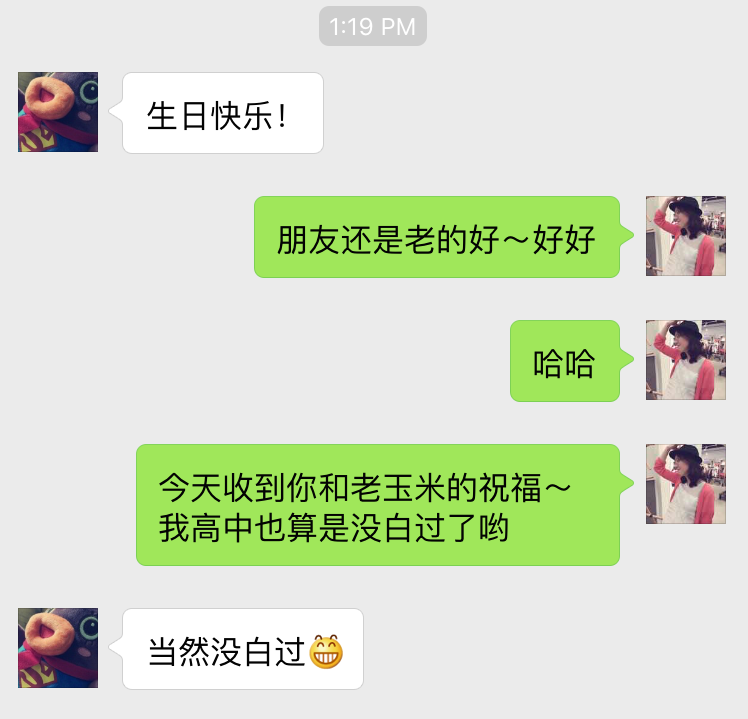 1:19 PM
生日快乐！
朋友还是老的好～好好
哈哈
今天收到你和老玉米的祝福～
我高中也算是没白过了哟
当然没白过😁